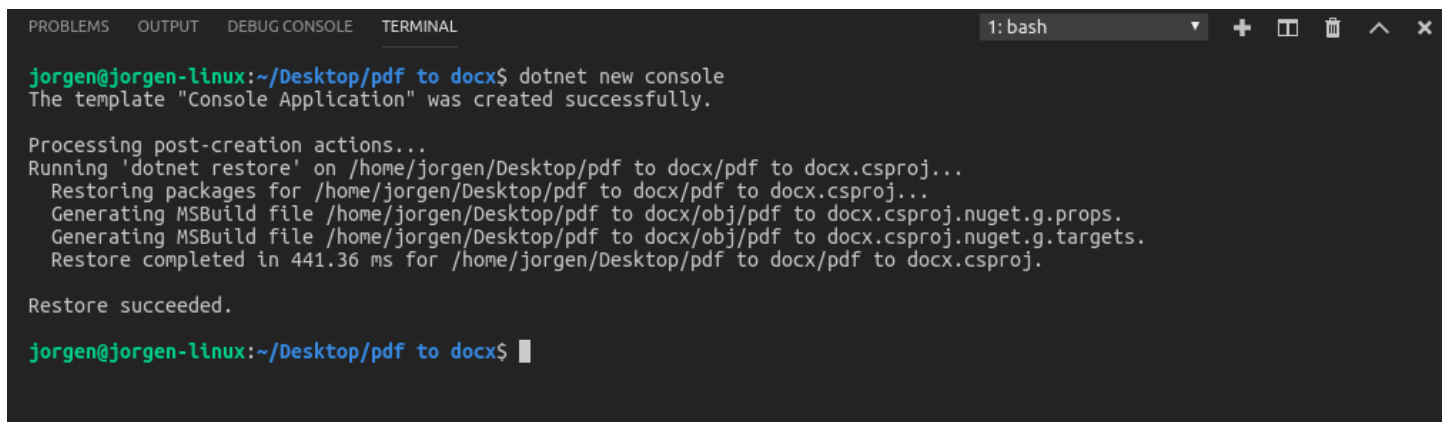 PROBLEMS OUTPUT DEBUG CONSOLE TERMINAL 1: bash
jorgen@jorgen-linux:~/Desktop/pdf to docx$ dotnet new console
The template "Console Application" was created successfully.
Processing post-creation actions...
Running 'dotnet restore' on /home/jorgen/Desktop/pdf to docx/pdf to docx.csproj...
Restoring packages for /home/jorgen/Desktop/pdf to docx/pdf to docx.csproj...
Generating MSBuild file /home/jorgen/Desktop/pdf to docx/obj/pdf to docx.csproj.nuget.g.props.
Generating MSBuild file /home/jorgen/Desktop/pdf to docx/obj/pdf to docx.csproj.nuget.g.targets.
Restore completed in 441.36 ms for /home/jorgen/Desktop/pdf to docx/pdf to docx.csproj.
Restore succeeded.
jorgen@jorgen-linux:~/Desktop/pdf to docx$